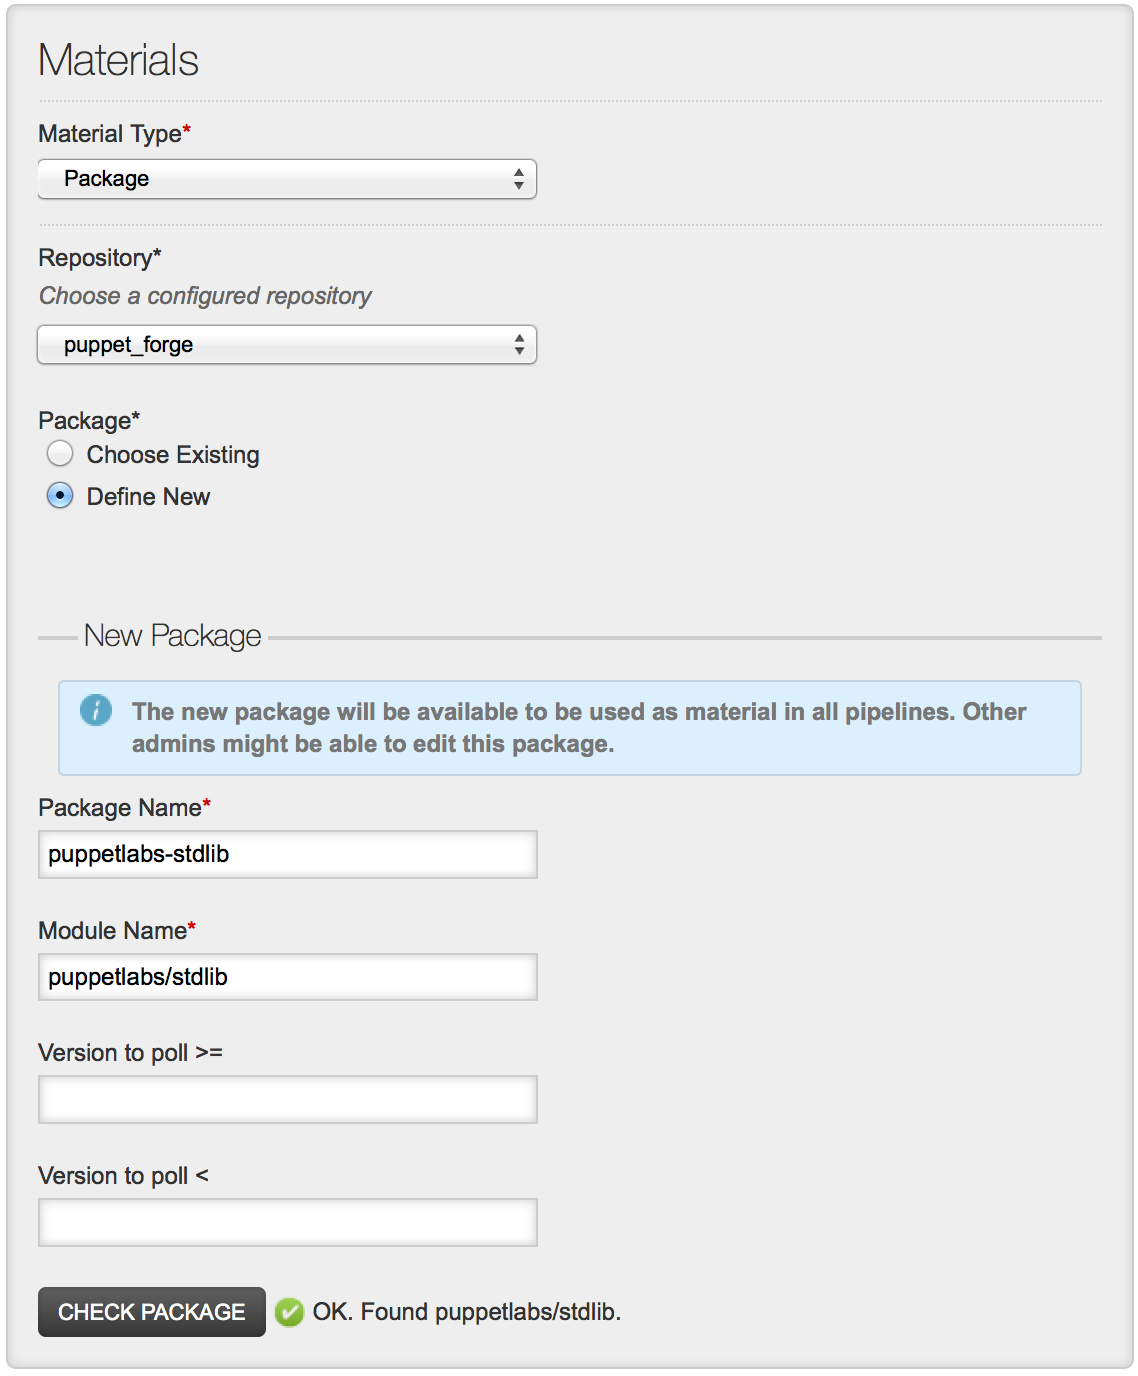 Materials
Material Type*
Package
Repository*
Choose a configured repository
puppet_forge
Package*
Choose Existing
Define New
New Package
The new package will be available to be used as material in all pipelines. Other
admins might be able to edit this package.
Package Name*
puppetlabs-stdlib
Module Name*
puppetlabs/stdlib
Version to poll >=
Version to poll <
CHECK PACKAGE OK. Found puppetlabs/stdlib.